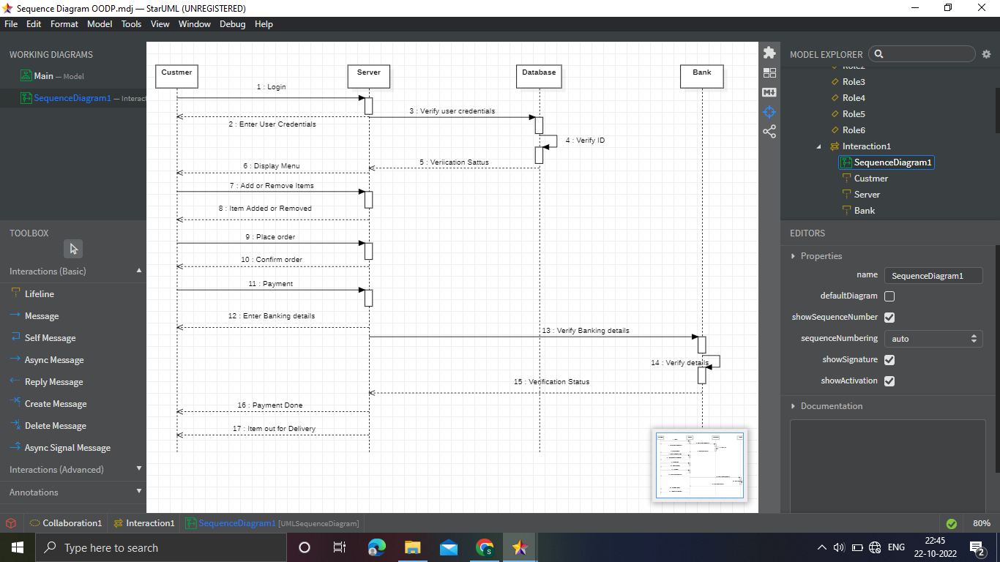 Sequence Diagram OODP.mdj — StarUML (UNREGISTERED)
File Edit Format Model Tools View Window Debug Help
WORKING DIAGRAMS
Main — Model
SequenceDiagram1 — Interac
TOOLBOX
Interactions (Basic)
Lifeline
Message
Self Message
Async Message
Reply Message
Create Message
Delete Message
Async Signal Message
Interactions (Advanced)
Annotations
Custmer
Server
Database
Bank
1 : Login
2 : Enter User Credentials
3 : Verify user credentials
4 : Verify ID
5 : Veriication Sattus
6 : Display Menu
7 : Add or Remove Items
8 : Item Added or Removed
9 : Place order
10 : Confirm order
11 : Payment
12 : Enter Banking details
13 : Verify Banking details
14 : Verify details
15 : Verification Status
16 : Payment Done
17 : Item out for Delivery
MODEL EXPLORER
Role2
Role3
Role4
Role5
Role6
Interaction1
SequenceDiagram1
Custmer
Server
Bank
EDITORS
Properties
name SequenceDiagram1
defaultDiagram
showSequenceNumber
sequenceNumbering auto
showSignature
showActivation
Documentation
Collaboration1 Interaction1 SequenceDiagram1 [UMLSequenceDiagram]
80%
Type here to search
ENG
22:45
22-10-2022
2